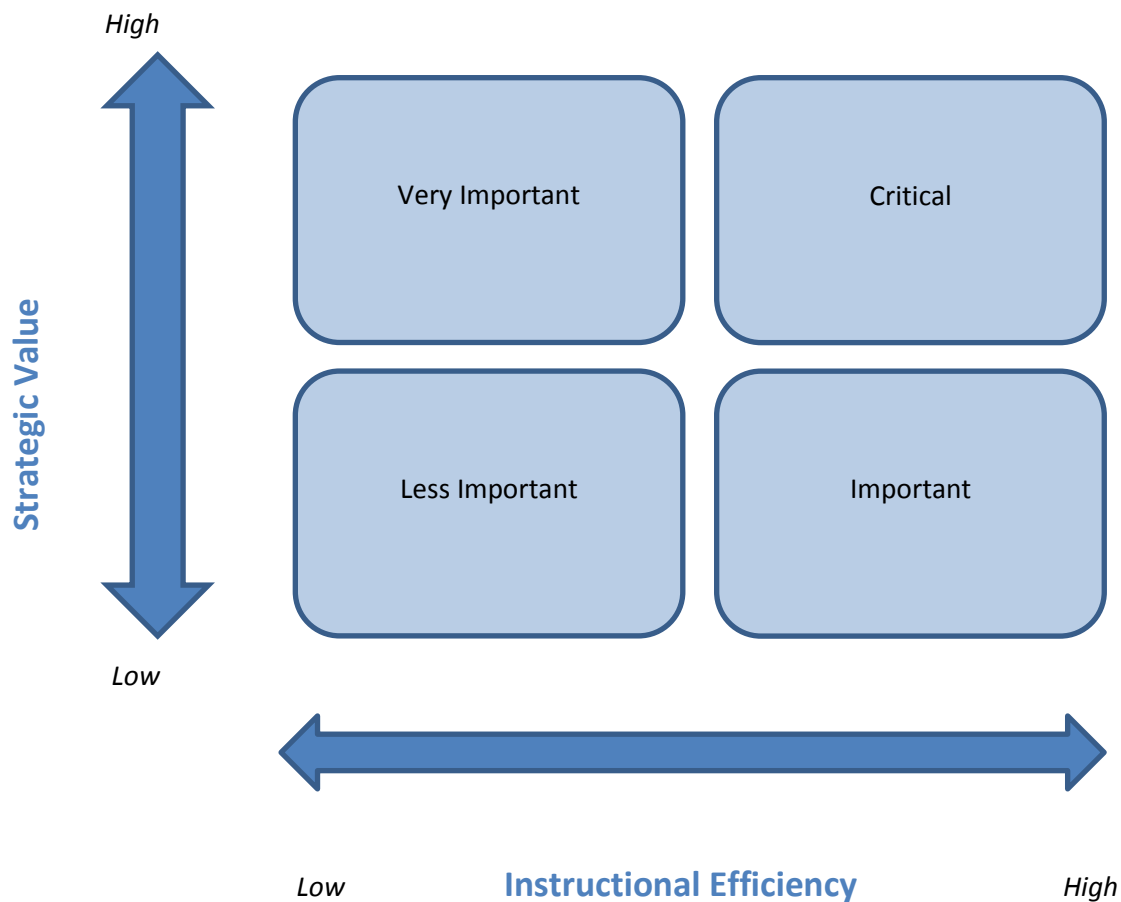 High
Very Important
Critical
Strategic Value
Less Important
Important
Low
Low
Instructional Efficiency
High